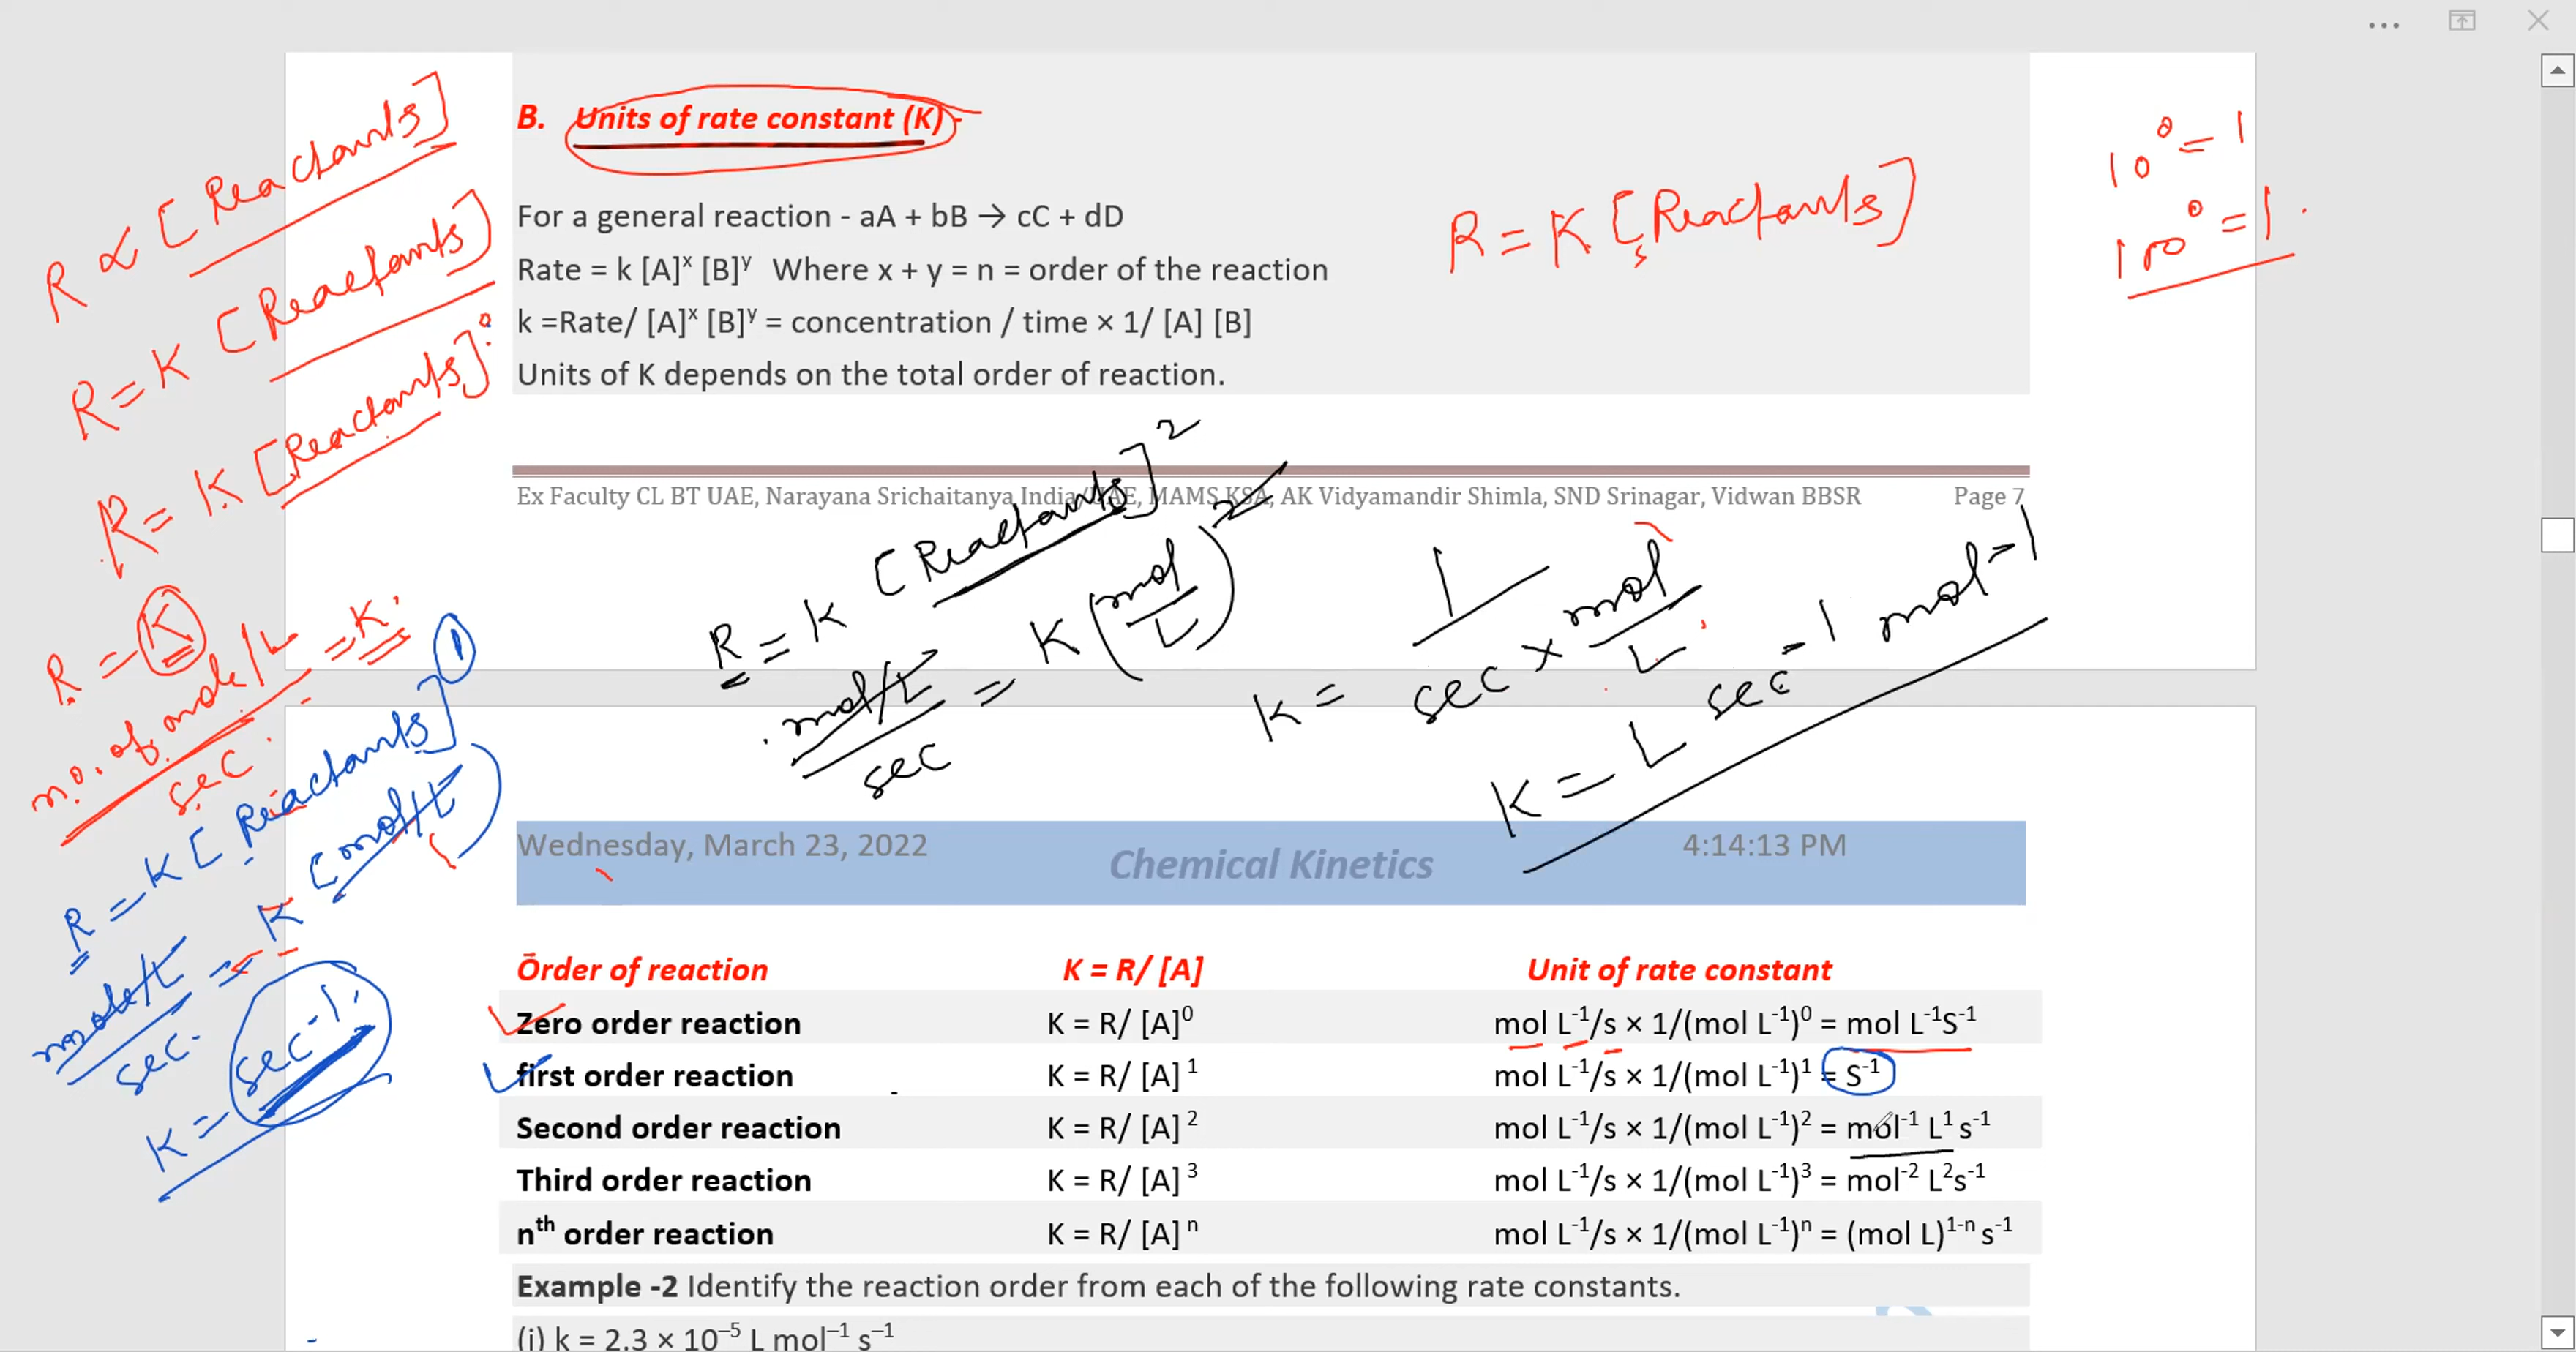 B. Units of rate constant (K)-
For a general reaction - aA + bB → cC + dD
Rate = k [A]ˣ [B]ʸ Where x + y = n = order of the reaction
k =Rate/ [A]ˣ [B]ʸ = concentration / time × 1/ [A] [B]
Units of K depends on the total order of reaction.
R ∝ [Reactants]
R = K [Reactants]
R = K [Reactants]⁰
R = K
no. of mole/L / sec = K
R = K [Reactants]
10⁰ = 1
100⁰ = 1
Ex Faculty CL BT UAE, Narayana Srichaitanya India/UAE, MAMS KSA, AK Vidyamandir Shimla, SND Srinagar, Vidwan BBSR Page 7
R = K [Reactants]²
mol/L / sec = K (mol/L)²
K = 1 / sec × mol/L
K = L sec⁻¹ mol⁻¹
R = K [Reactants]¹
mole/L / sec = K [mol/L)
K = sec⁻¹
Wednesday, March 23, 2022 Chemical Kinetics 4:14:13 PM
Order of reaction K = R/ [A] Unit of rate constant
Zero order reaction K = R/ [A]⁰ mol L⁻¹/s × 1/(mol L⁻¹)⁰ = mol L⁻¹S⁻¹
first order reaction K = R/ [A] ¹ mol L⁻¹/s × 1/(mol L⁻¹)¹ = S⁻¹
Second order reaction K = R/ [A] ² mol L⁻¹/s × 1/(mol L⁻¹)² = mol⁻¹ L¹ s⁻¹
Third order reaction K = R/ [A] ³ mol L⁻¹/s × 1/(mol L⁻¹)³ = mol⁻² L²s⁻¹
nᵗʰ order reaction K = R/ [A] ⁿ mol L⁻¹/s × 1/(mol L⁻¹)ⁿ = (mol L)¹⁻ⁿ s⁻¹
Example -2 Identify the reaction order from each of the following rate constants.
(i) k = 2.3 × 10⁻⁵ L mol⁻¹ s⁻¹